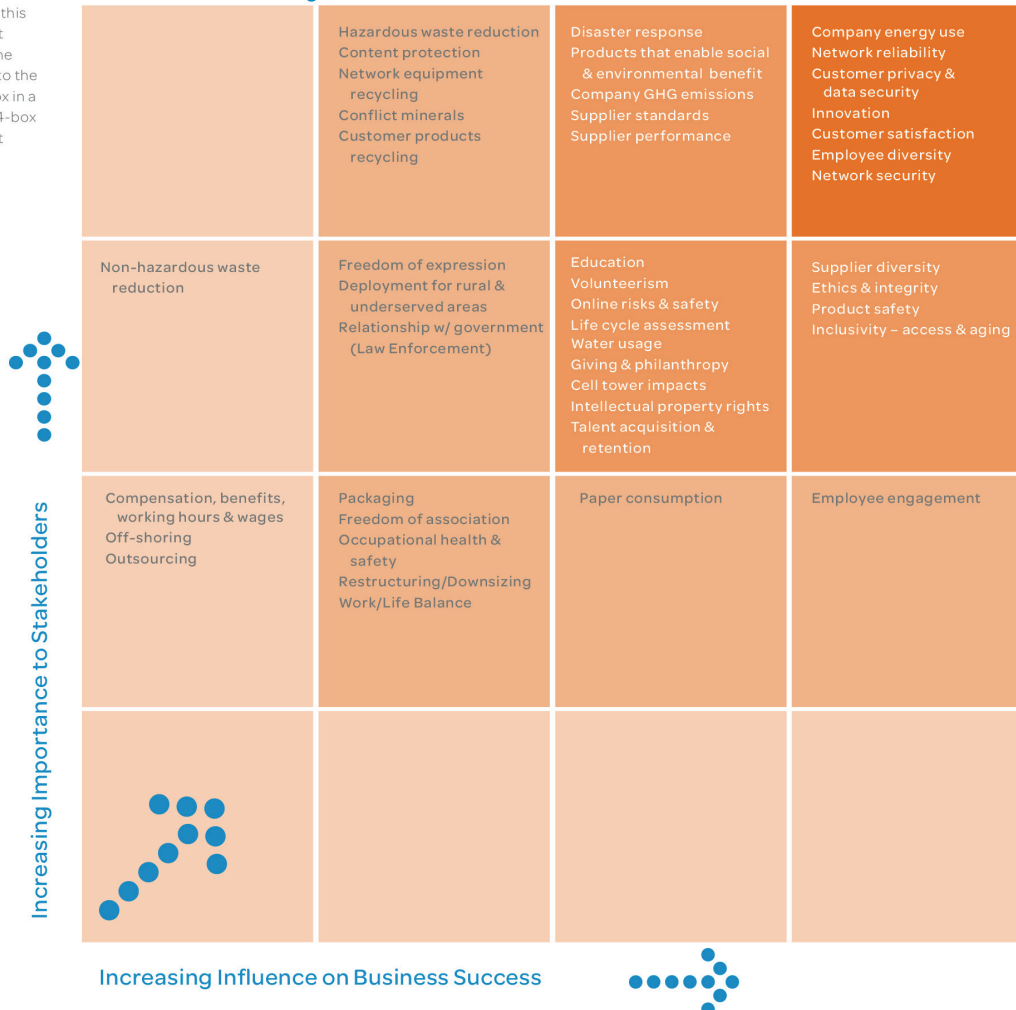 this
to the
x in a
4-box
Hazardous waste reduction
Content protection
Network equipment
recycling
Conflict minerals
Customer products
recycling
Disaster response
Products that enable social
& environmental benefit
Company GHG emissions
Supplier standards
Supplier performance
Company energy use
Network reliability
Customer privacy &
data security
Innovation
Customer satisfaction
Employee diversity
Network security
Non-hazardous waste
reduction
Freedom of expression
Deployment for rural &
underserved areas
Relationship w/ government
(Law Enforcement)
Education
Volunteerism
Online risks & safety
Life cycle assessment
Water usage
Giving & philanthropy
Cell tower impacts
Intellectual property rights
Talent acquisition &
retention
Supplier diversity
Ethics & integrity
Product safety
Inclusivity – access & aging
Compensation, benefits,
working hours & wages
Off-shoring
Outsourcing
Packaging
Freedom of association
Occupational health &
safety
Restructuring/Downsizing
Work/Life Balance
Paper consumption
Employee engagement
Increasing Importance to Stakeholders
Increasing Influence on Business Success